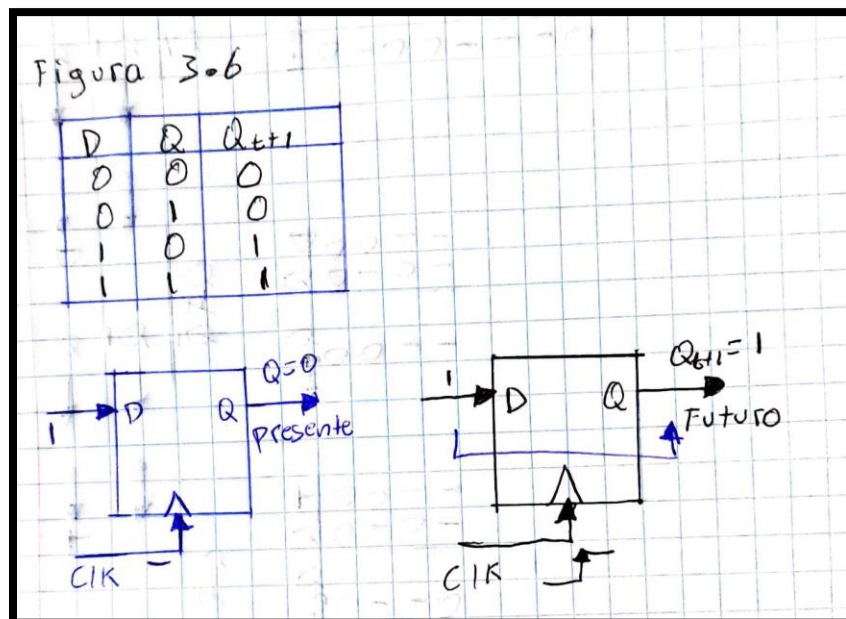 Figura 3.6
D Q Qt+1
0 0 0
0 1 0
1 0 1
1 1 1
Q=0
1 D Q
presente
Clk
Qt+1=1
1 D Q
Futuro
Clk